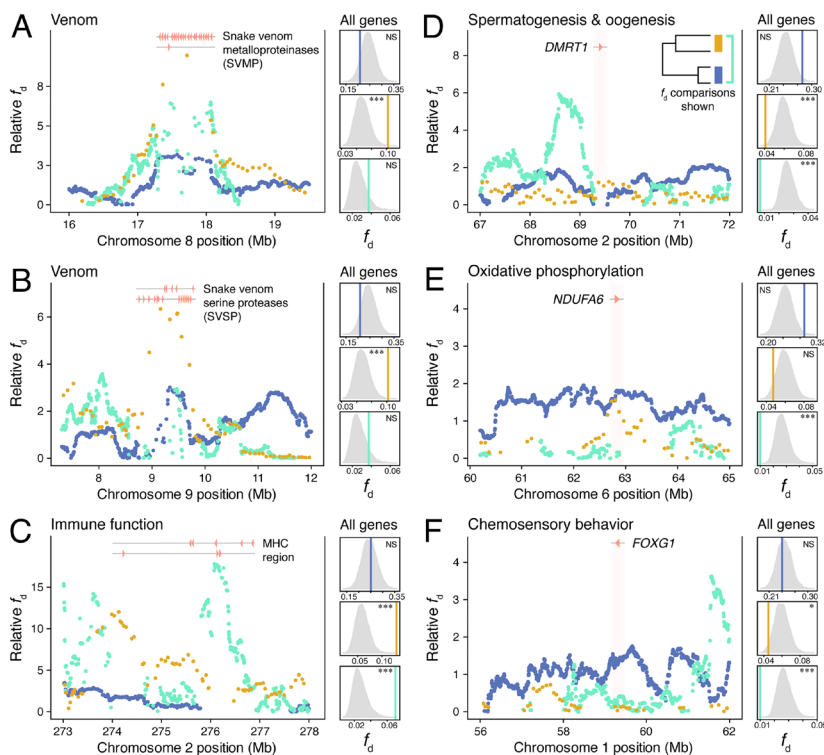 A
Venom
Snake venom
metalloproteinases
(SVMP)
Relative fd
8
5
3
0
16
17
18
19
Chromosome 8 position (Mb)
All genes
NS
0.15
0.35
***
0.03
0.10
NS
0.02
0.06
fd
D
Spermatogenesis & oogenesis
DMRT1
fd comparisons
shown
Relative fd
8
6
4
2
0
67
68
69
70
71
72
Chromosome 2 position (Mb)
All genes
NS
0.21
0.30
***
0.04
0.08
***
0.01
0.04
fd
B
Venom
Snake venom
serine proteases
(SVSP)
Relative fd
6
4
2
0
8
9
10
11
12
Chromosome 9 position (Mb)
All genes
NS
0.15
0.35
***
0.03
0.10
NS
0.02
0.06
fd
E
Oxidative phosphorylation
NDUFA6
Relative fd
4
3
2
1
0
60
61
62
63
64
65
Chromosome 6 position (Mb)
All genes
NS
0.20
0.32
NS
0.04
0.08
***
0.01
0.05
fd
C
Immune function
MHC
region
Relative fd
15
10
5
0
273
274
275
276
277
278
Chromosome 2 position (Mb)
All genes
NS
0.15
0.35
***
0.05
0.10
***
0.02
0.06
fd
F
Chemosensory behavior
FOXG1
Relative fd
4
3
2
1
0
56
58
59
60
61
62
Chromosome 1 position (Mb)
All genes
NS
0.21
0.30
*
0.04
0.08
***
0.01
0.05
fd